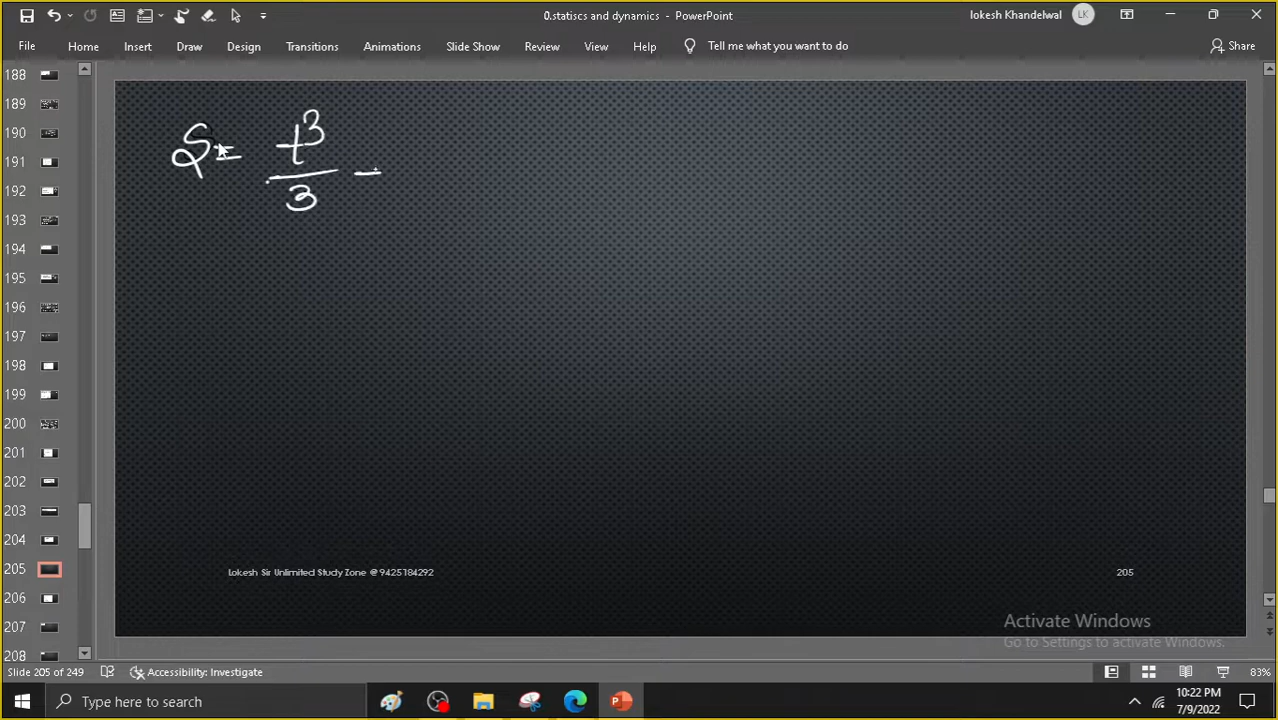 0.statiscs and dynamics - PowerPoint
lokesh Khandelwal
LK
File Home Insert Draw Design Transitions Animations Slide Show Review View Help Tell me what you want to do Share
188
189
190
191
192
193
194
195
196
197
198
199
200
201
202
203
204
205
206
207
208
S = t³/3 -
Lokesh Sir Unlimited Study Zone @9425184292
205
Activate Windows
Go to Settings to activate Windows.
Slide 205 of 249 Accessibility: Investigate 83%
Type here to search
10:22 PM
7/9/2022